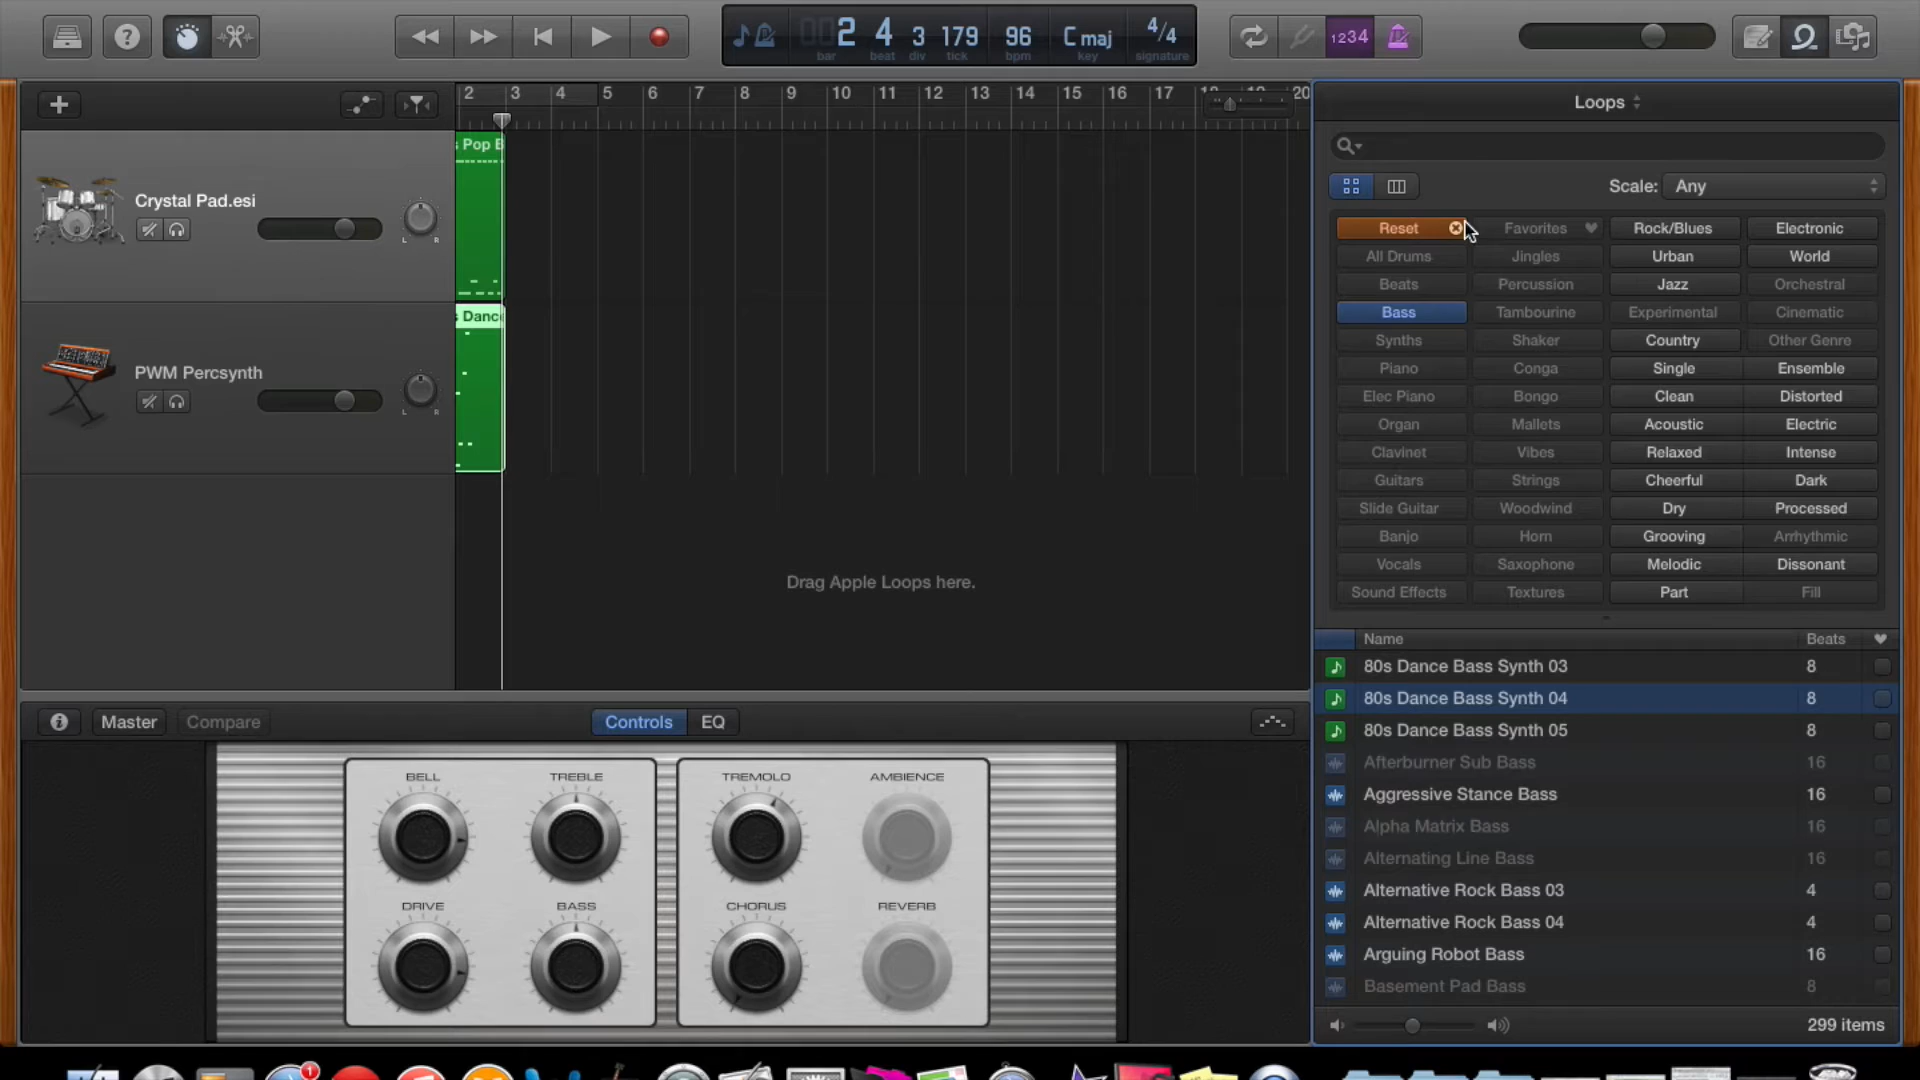 2 4 3 179 96 C maj 4/4
bar beat div tick bpm key signature
1234
2 3 4 5 6 7 8 9 10 11 12 13 14 15 16 17
Pop B
Crystal Pad.esi
L R
Danc
PWM Percsynth
L R
Drag Apple Loops here.
Master Compare Controls EQ
BELL TREBLE TREMOLO AMBIENCE
DRIVE BASS CHORUS REVERB
Loops
Scale: Any
Reset Favorites Rock/Blues Electronic
All Drums Jingles Urban World
Beats Percussion Jazz Orchestral
Bass Tambourine Experimental Cinematic
Synths Shaker Country Other Genre
Piano Conga Single Ensemble
Elec Piano Bongo Clean Distorted
Organ Mallets Acoustic Electric
Clavinet Vibes Relaxed Intense
Guitars Strings Cheerful Dark
Slide Guitar Woodwind Dry Processed
Banjo Horn Grooving Arrhythmic
Vocals Saxophone Melodic Dissonant
Sound Effects Textures Part Fill
Name Beats
80s Dance Bass Synth 03 8
80s Dance Bass Synth 04 8
80s Dance Bass Synth 05 8
Afterburner Sub Bass 16
Aggressive Stance Bass 16
Alpha Matrix Bass 16
Alternating Line Bass 16
Alternative Rock Bass 03 4
Alternative Rock Bass 04 4
Arguing Robot Bass 16
Basement Pad Bass 8
299 items
1